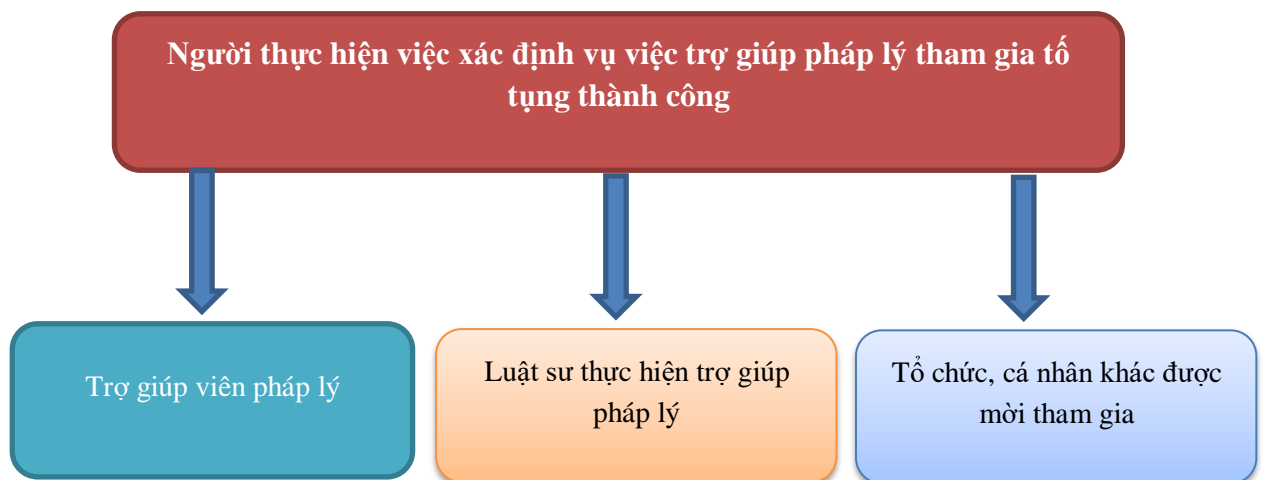 Người thực hiện việc xác định vụ việc trợ giúp pháp lý tham gia tố
tụng thành công
Trợ giúp viên pháp lý
Luật sư thực hiện trợ giúp
pháp lý
Tổ chức, cá nhân khác được
mời tham gia